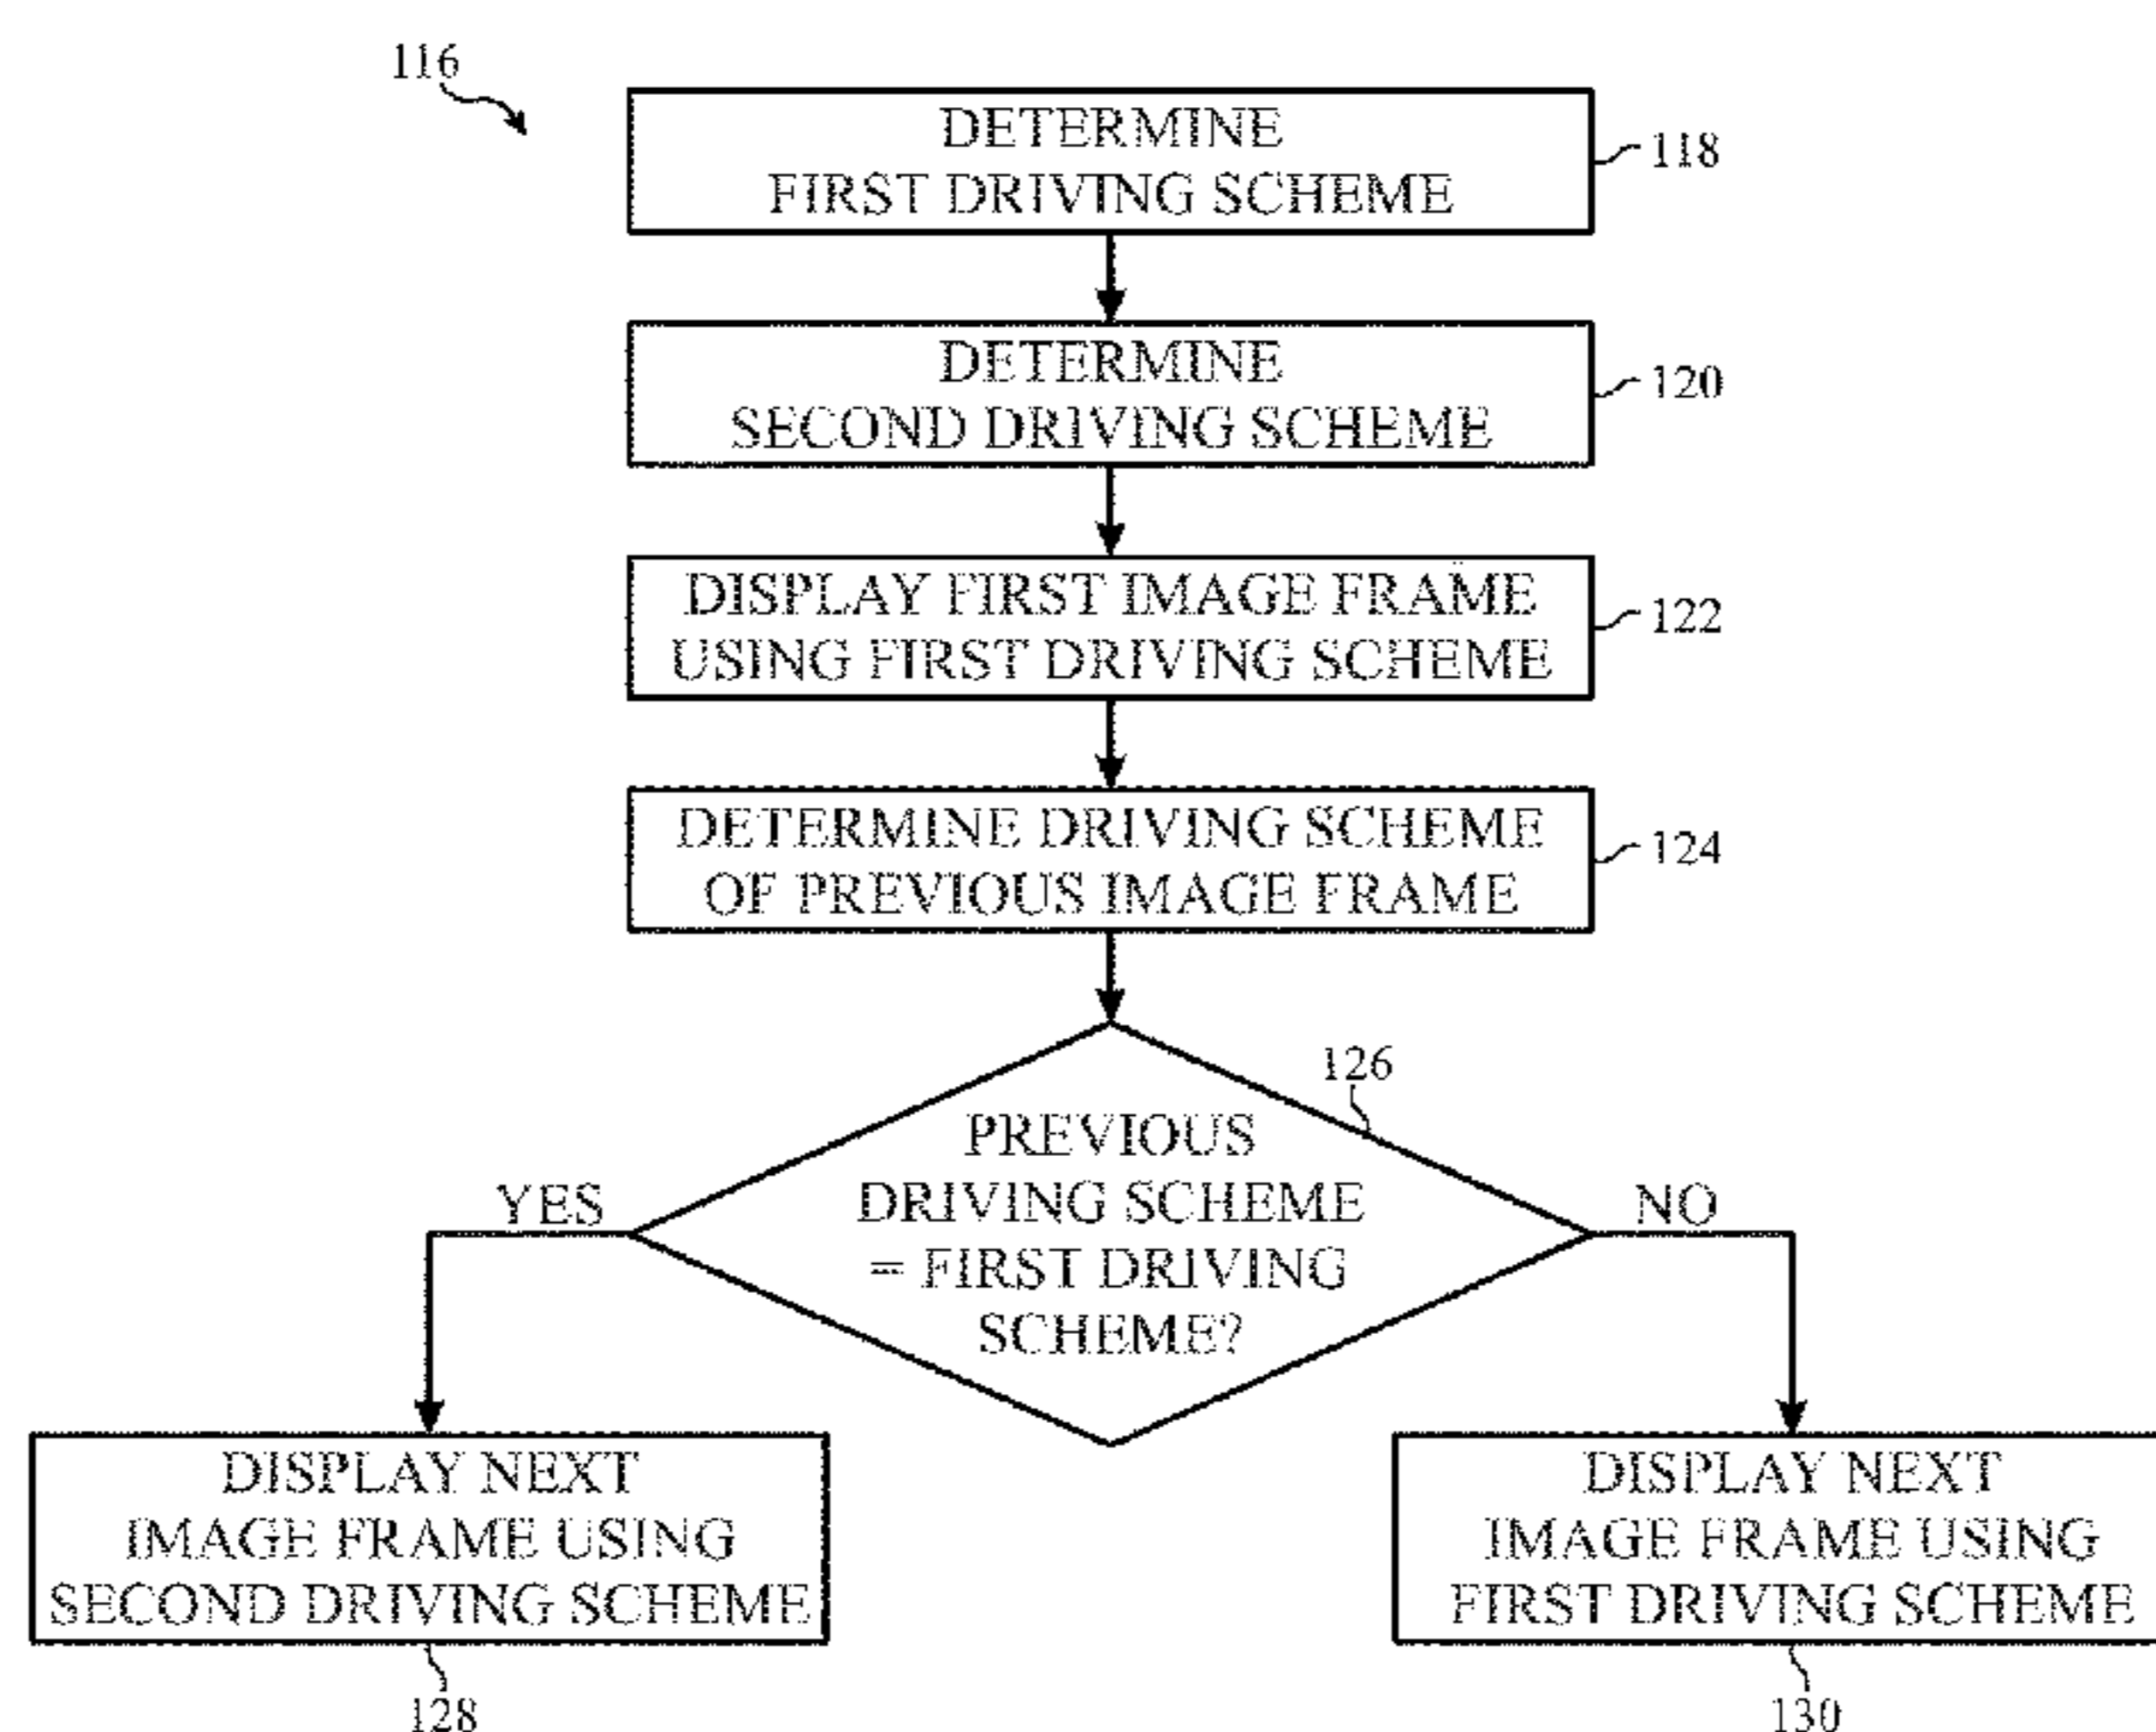 116
DETERMINE
FIRST DRIVING SCHEME
118
DETERMINE
SECOND DRIVING SCHEME
120
DISPLAY FIRST IMAGE FRAME
USING FIRST DRIVING SCHEME
122
DETERMINE DRIVING SCHEME
OF PREVIOUS IMAGE FRAME
124
126
PREVIOUS
DRIVING SCHEME
= FIRST DRIVING
SCHEME?
YES
NO
DISPLAY NEXT
IMAGE FRAME USING
SECOND DRIVING SCHEME
128
DISPLAY NEXT
IMAGE FRAME USING
FIRST DRIVING SCHEME
130